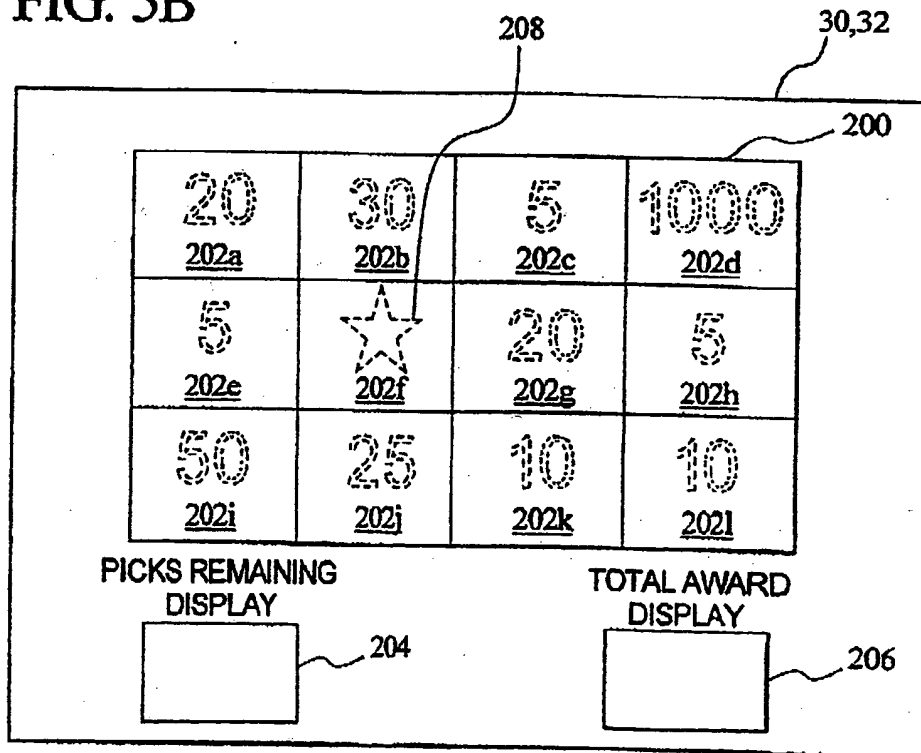 FIG. 5B
208
30,32
200
20 30 5 1000
202a 202b 202c 202d
5 20 5
202e 202f 202g 202h
50 25 10 10
202i 202j 202k 202l
PICKS REMAINING
DISPLAY
TOTAL AWARD
DISPLAY
204
206